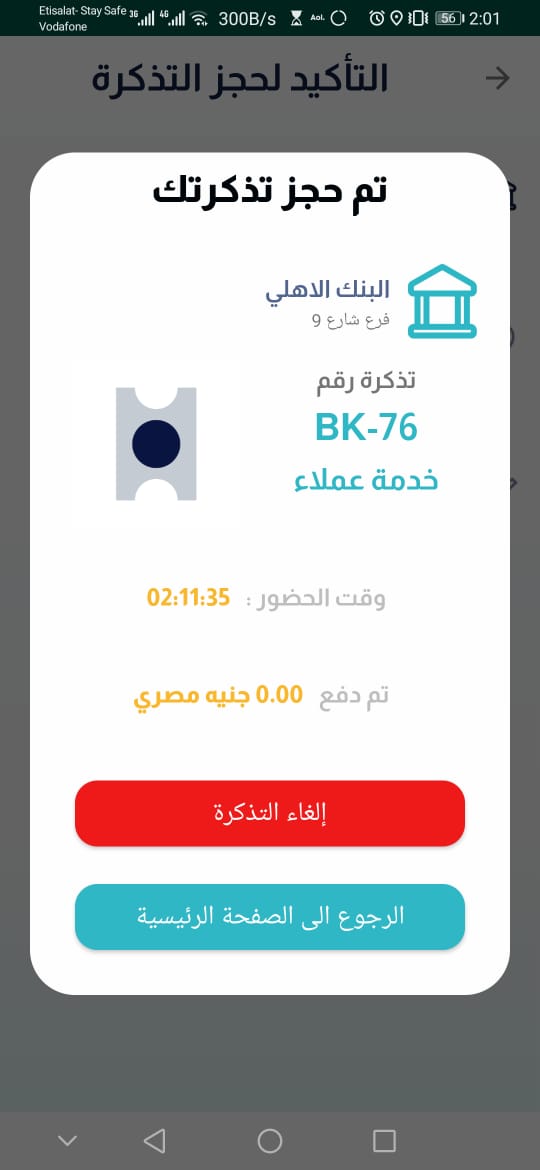 Etisalat- Stay Safe 3G 4G 300B/s AOL 56 2:01
Vodafone
التأكيد لحجز التذكرة
تم حجز تذكرتك
البنك الاهلي
فرع شارع 9
تذكرة رقم
BK-76
خدمة عملاء
وقت الحضور : 02:11:35
تم دفع 0.00 جنيه مصري
إلغاء التذكرة
الرجوع الى الصفحة الرئيسية